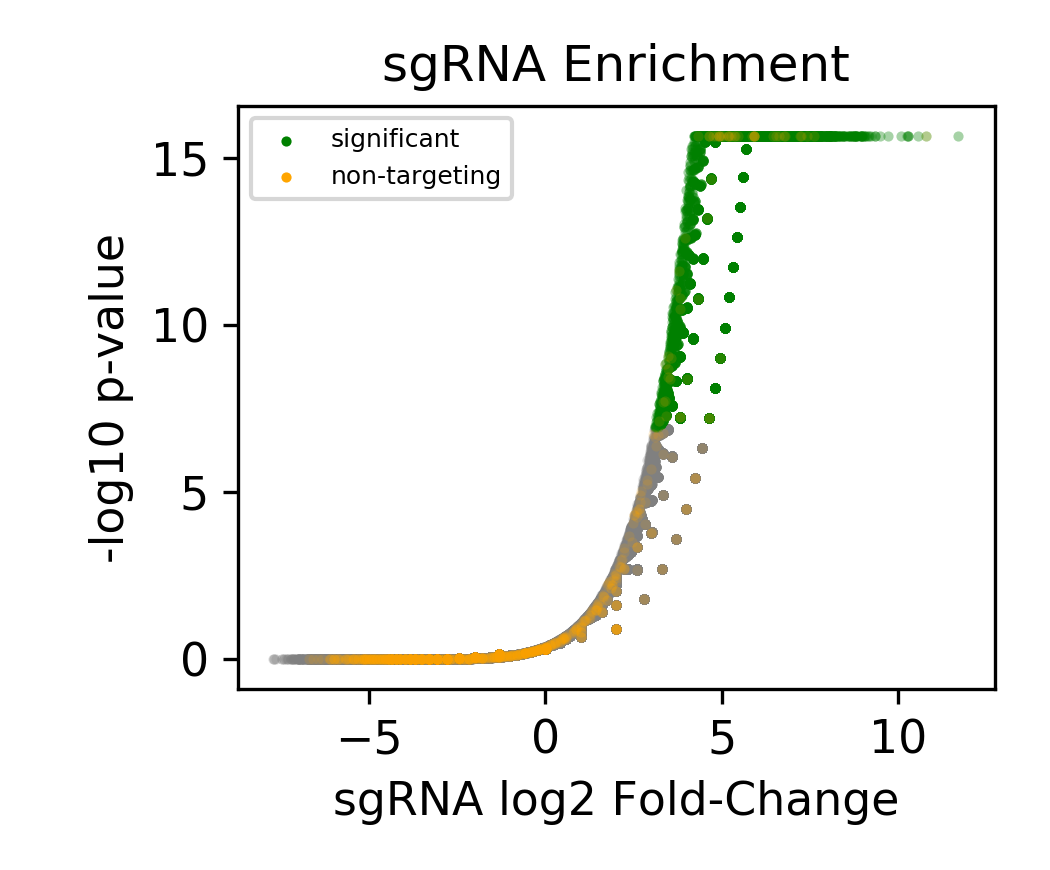 sgRNA Enrichment
significant
non-targeting
15
10
5
0
-log10 p-value
−5
0
5
10
sgRNA log2 Fold-Change